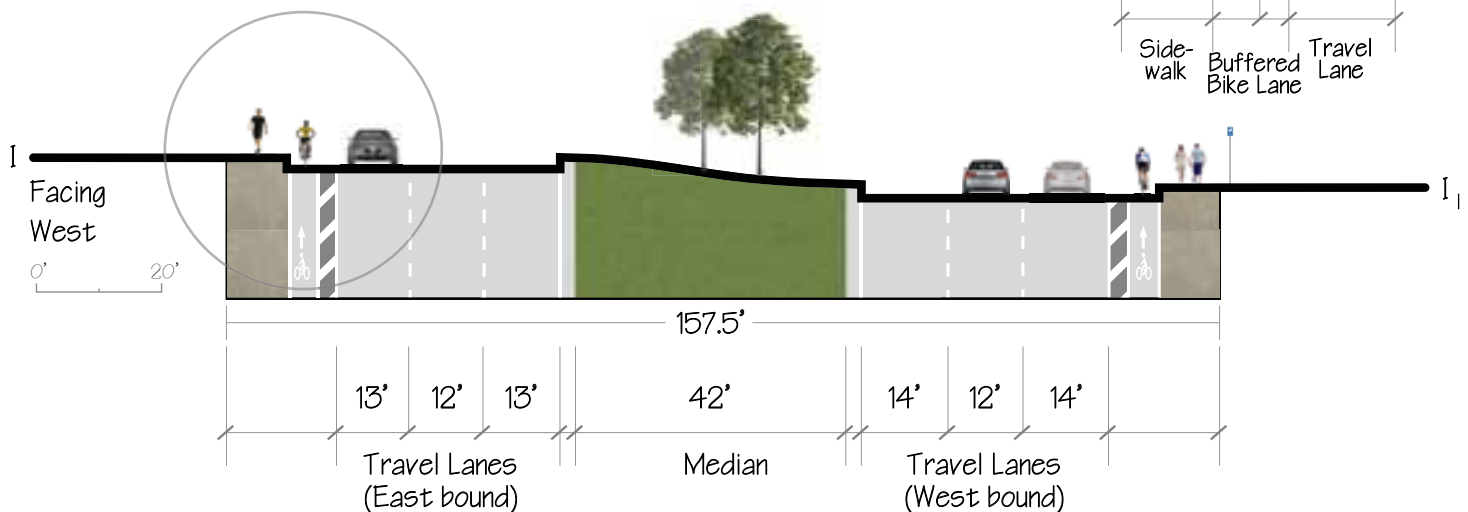 Side-
walk
Buffered
Bike Lane
Travel
Lane
I
Facing
West
0' 20'
I₁
157.5'
13' 12' 13' 42' 14' 12' 14'
Travel Lanes
(East bound)
Median
Travel Lanes
(West bound)